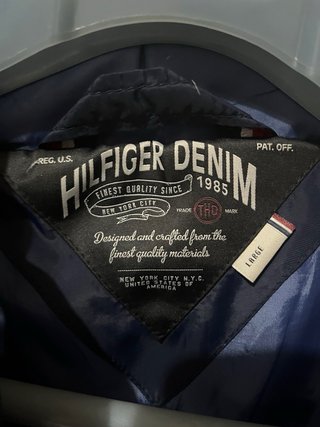 REG. U.S. PAT. OFF.
HILFIGER DENIM
FINEST QUALITY SINCE 1985
NEW YORK CITY
TRADE THD MARK
Designed and crafted from the
finest quality materials
NEW YORK CITY N.Y.C.
UNITED STATES OF
AMERICA
LARGE